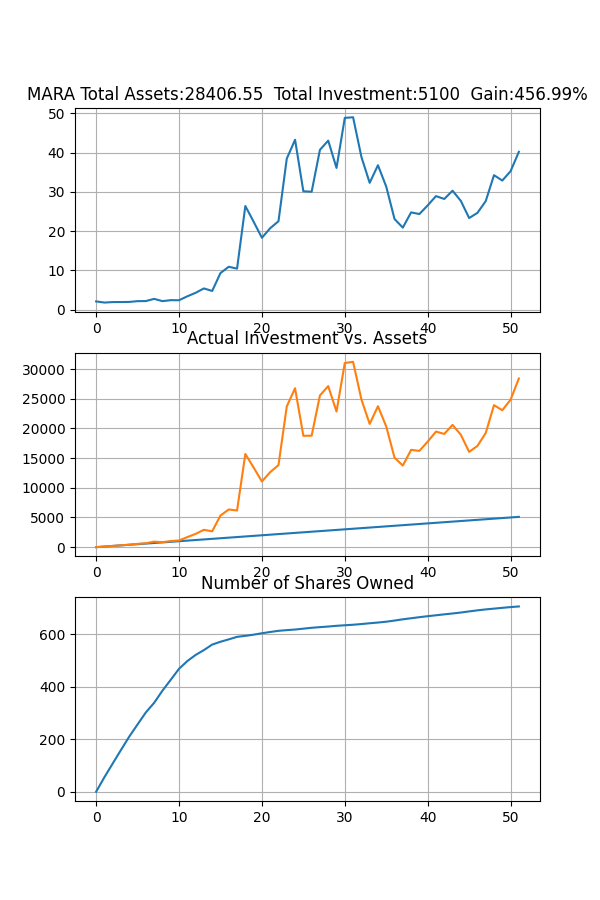 MARA Total Assets:28406.55  Total Investment:5100  Gain:456.99%
50
40
30
20
10
0
0 10 20 30 40 50
Actual Investment vs. Assets
30000
25000
20000
15000
10000
5000
0
0 10 20 30 40 50
Number of Shares Owned
600
400
200
0
0 10 20 30 40 50